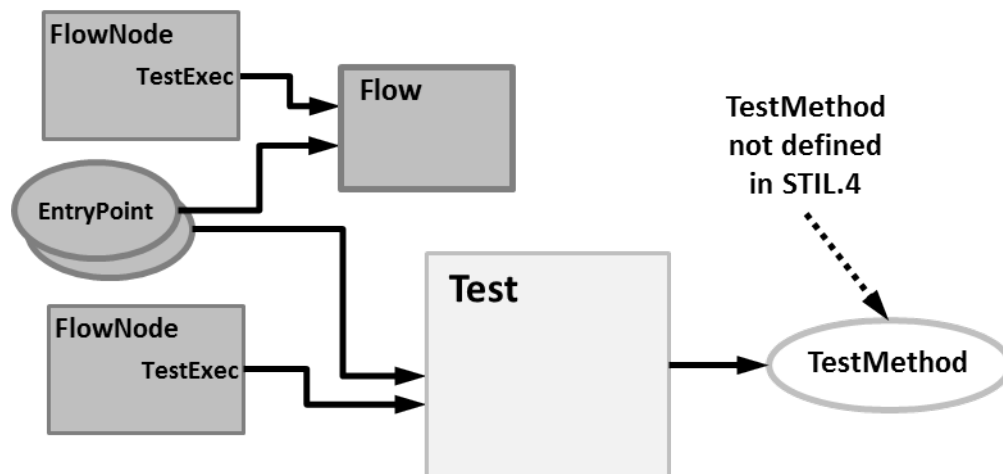 FlowNode
TestExec
Flow
TestMethod
not defined
in STIL.4
EntryPoint
Test
FlowNode
TestExec
TestMethod